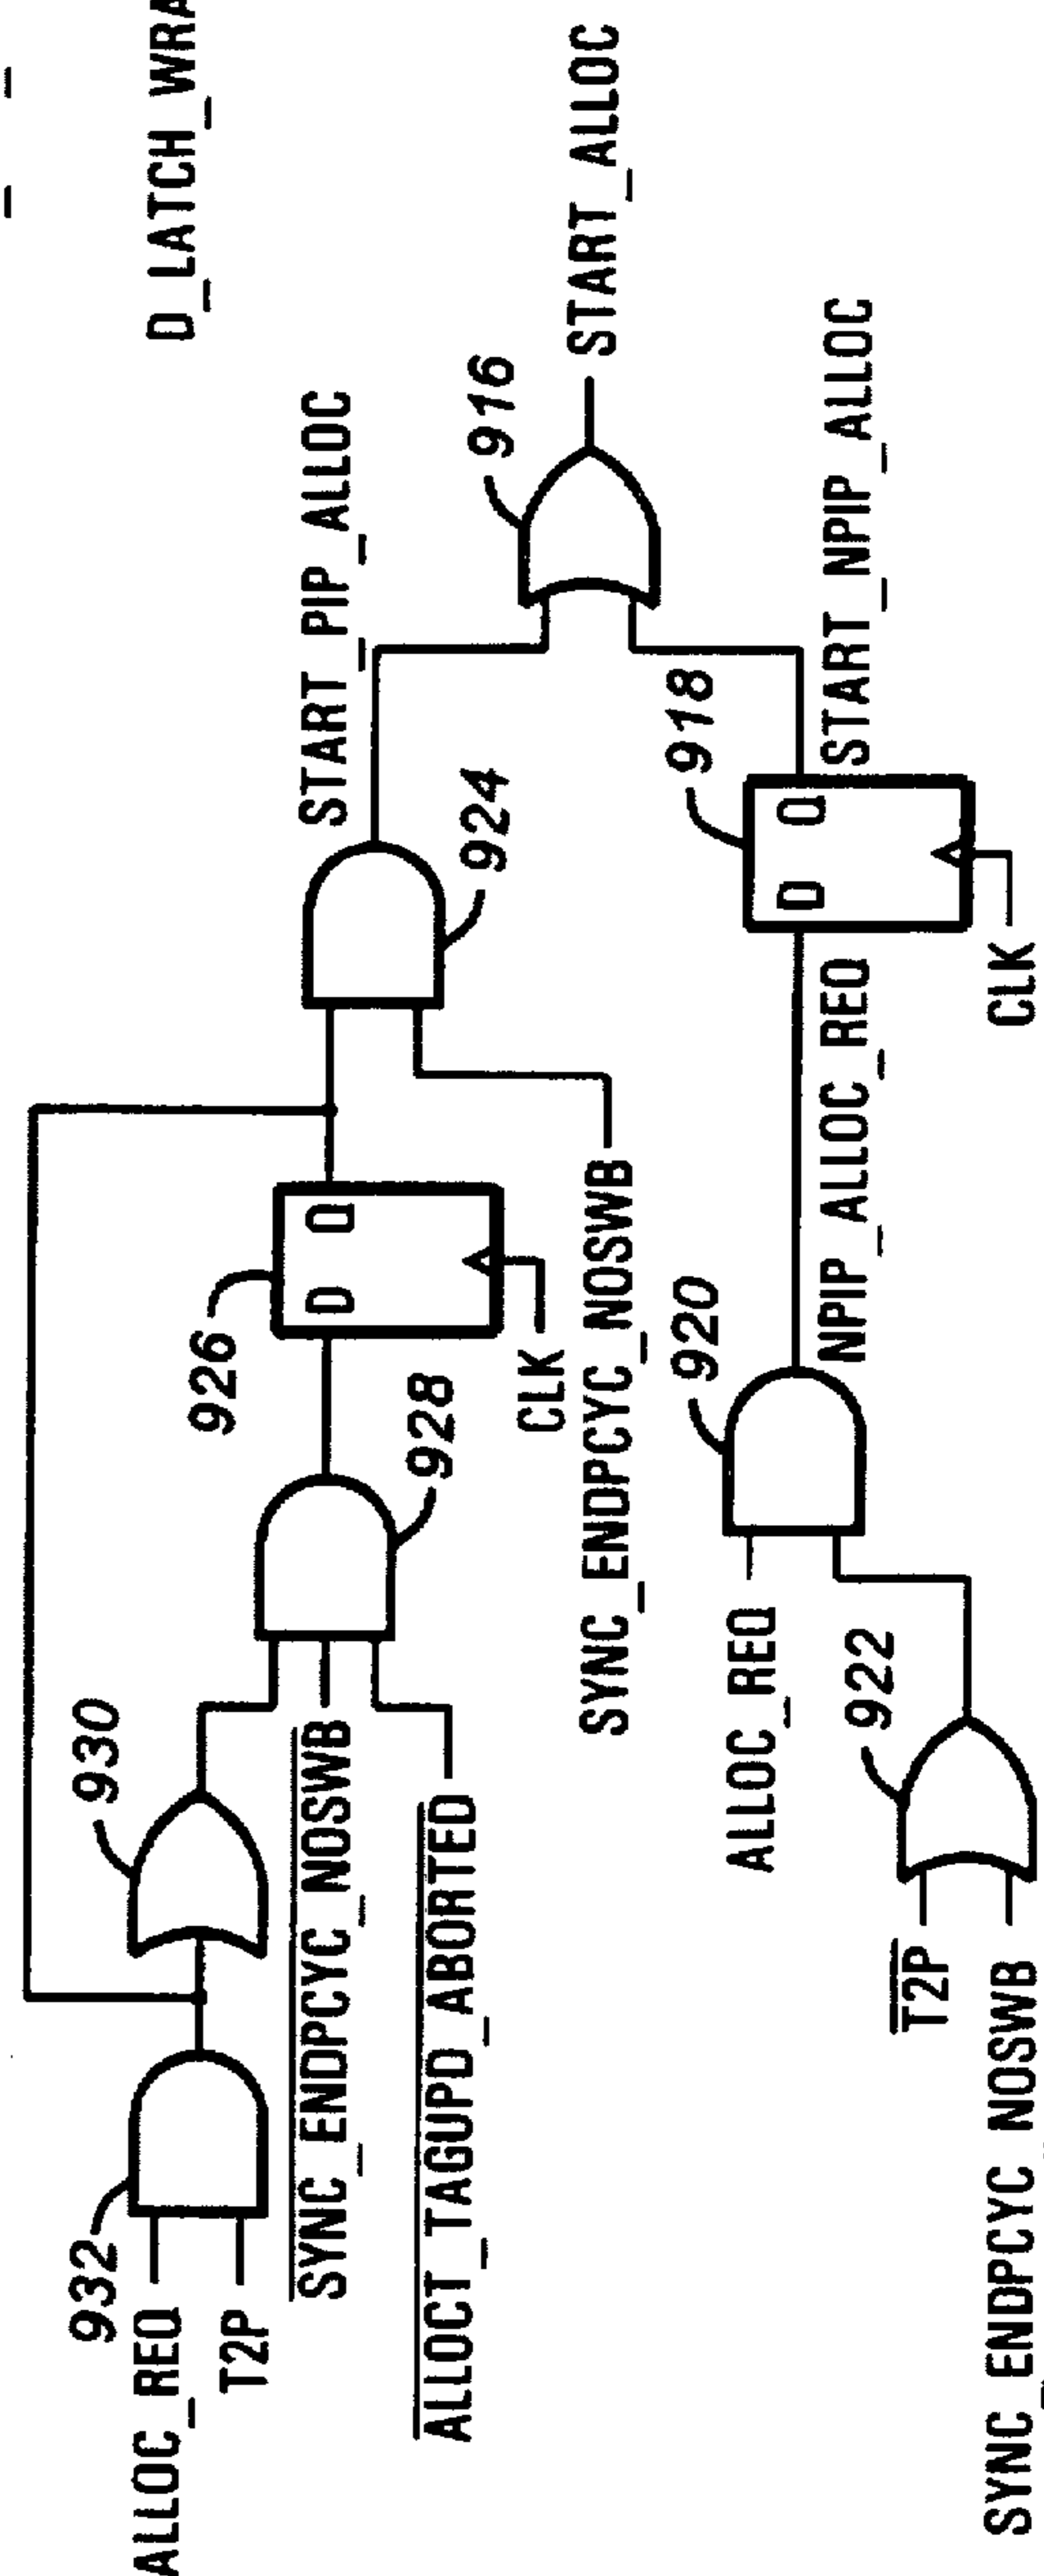 D_LATCH_WRA
932
ALLOC_REQ
T2P
930
SYNC_ENDPCYC_NOSWB
ALLOCT_TAGUPD_ABORTED
928
926
D Q
CLK
SYNC_ENDPCYC_NOSWB
924
START_PIP_ALLOC
916
START_ALLOC
ALLOC_REQ
920
T2P
922
SYNC_ENDPCYC_NOSWB
NPIP_ALLOC_REQ
918
D Q
CLK
START_NPIP_ALLOC